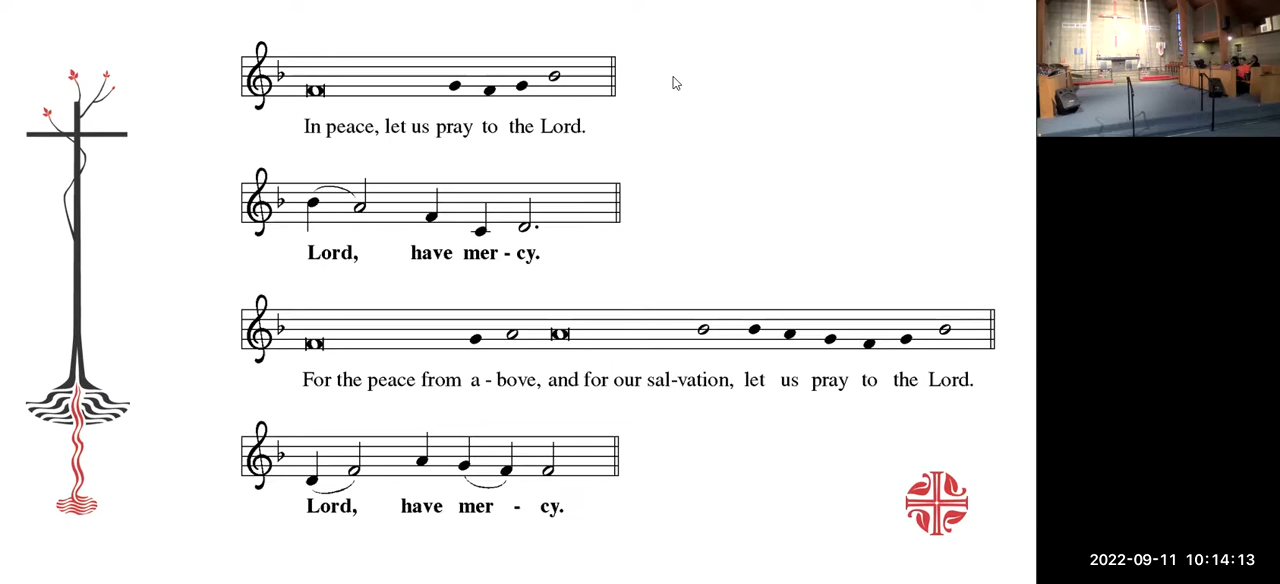 In peace, let us pray to the Lord.
Lord, have mer - cy.
For the peace from a - bove, and for our sal-vation, let us pray to the Lord.
Lord, have mer - cy.
2022-09-11 10:14:13